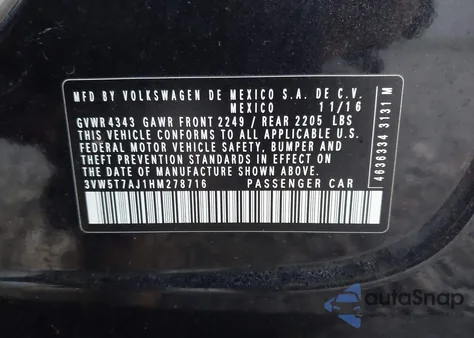 MFD BY VOLKSWAGEN DE MEXICO S.A. DE C.V.
MEXICO 11/16
GVWR 4343 GAWR FRONT 2249 / REAR 2205 LBS
THIS VEHICLE CONFORMS TO ALL APPLICABLE U.S.
FEDERAL MOTOR VEHICLE SAFETY, BUMPER AND
THEFT PREVENTION STANDARDS IN EFFECT ON
THE DATE OF MANUFACTURE SHOWN ABOVE.
3VW5T7AJ1HM278716 PASSENGER CAR
4636334 3131 M
autoSnap